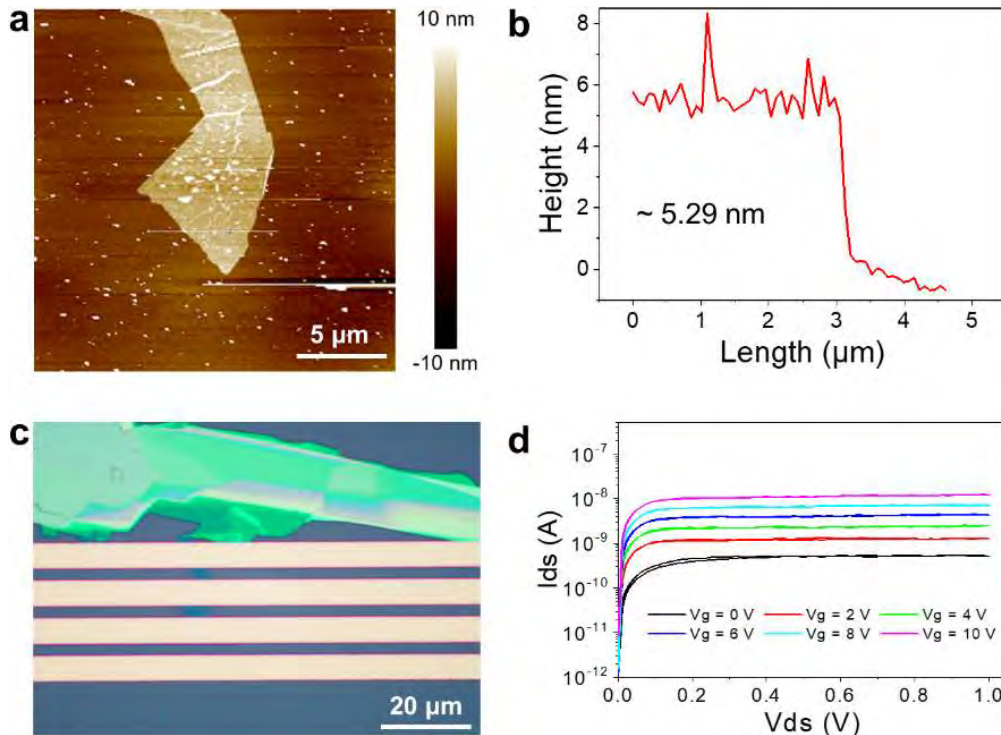 a
10 nm
5 µm
-10 nm
b
Height (nm)
8
6
4
2
0
~ 5.29 nm
0 1 2 3 4 5
Length (µm)
c
20 µm
d
Ids (A)
10⁻⁷
10⁻⁸
10⁻⁹
10⁻¹⁰
10⁻¹¹
10⁻¹²
Vg = 0 V Vg = 2 V Vg = 4 V
Vg = 6 V Vg = 8 V Vg = 10 V
0.0 0.2 0.4 0.6 0.8 1.0
Vds (V)